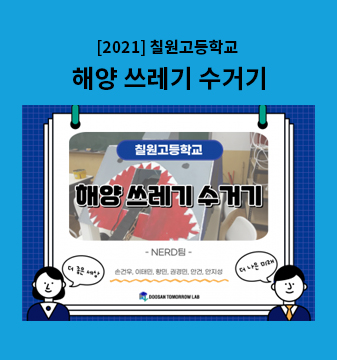 [2021] 칠원고등학교
해양 쓰레기 수거기
칠원고등학교
해양 쓰레기 수거기
- NERD팀 -
손건우, 이태민, 황민, 권경민, 안건, 안지성
더 좋은 세상
더 나은 미래
DOOSAN TOMORROW LAB